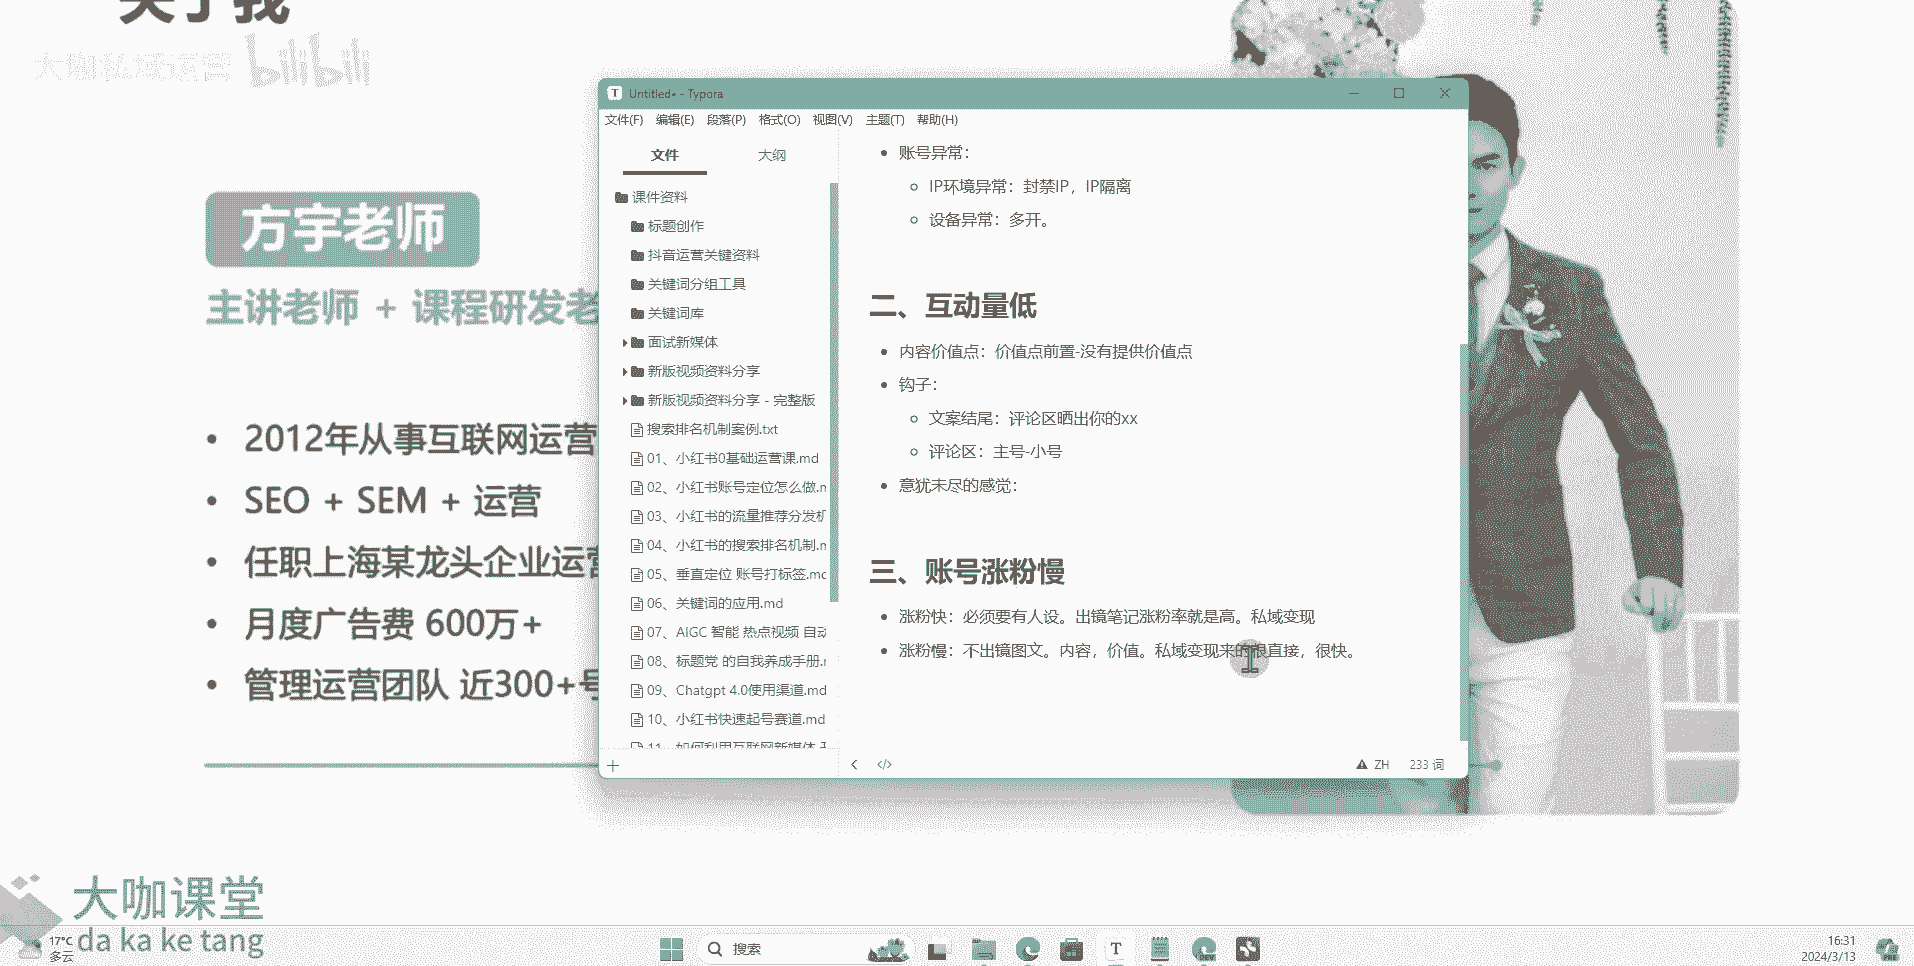 关于我
大咖私域运营 bilibili
方宇老师
主讲老师 + 课程研发老
2012年从事互联网运营
SEO + SEM + 运营
任职上海某龙头企业运营
月度广告费 600万+
管理运营团队 近300+号
Untitled• - Typora
文件(F) 编辑(E) 段落(P) 格式(O) 视图(V) 主题(T) 帮助(H)
文件 大纲
课件资料
标题创作
抖音运营关键资料
关键词分组工具
关键词库
面试新媒体
新版视频资料分享
新版视频资料分享 - 完整版
搜索排名机制案例.txt
01、小红书0基础运营课.md
02、小红书账号定位怎么做.m
03、小红书的流量推荐分发机
04、小红书的搜索排名机制.m
05、垂直定位 账号打标签.md
06、关键词的应用.md
07、AIGC 智能 热点视频 自动
08、标题党 的自我养成手册.m
09、Chatgpt 4.0使用渠道.md
10、小红书快速起号赛道.md
11、如何利用互联网新媒体
账号异常：
IP环境异常：封禁IP，IP隔离
设备异常：多开。
二、互动量低
内容价值点：价值点前置-没有提供价值点
钩子：
文案结尾：评论区晒出你的xx
评论区：主号-小号
意犹未尽的感觉：
三、账号涨粉慢
涨粉快：必须要有人设。出镜笔记涨粉率就是高。私域变现
涨粉慢：不出镜图文。内容，价值。私域变现来的很直接，很快。
ZH 233 词
大咖课堂
da ka ke tang
17°C
多云
搜索
16:31
2024/3/13